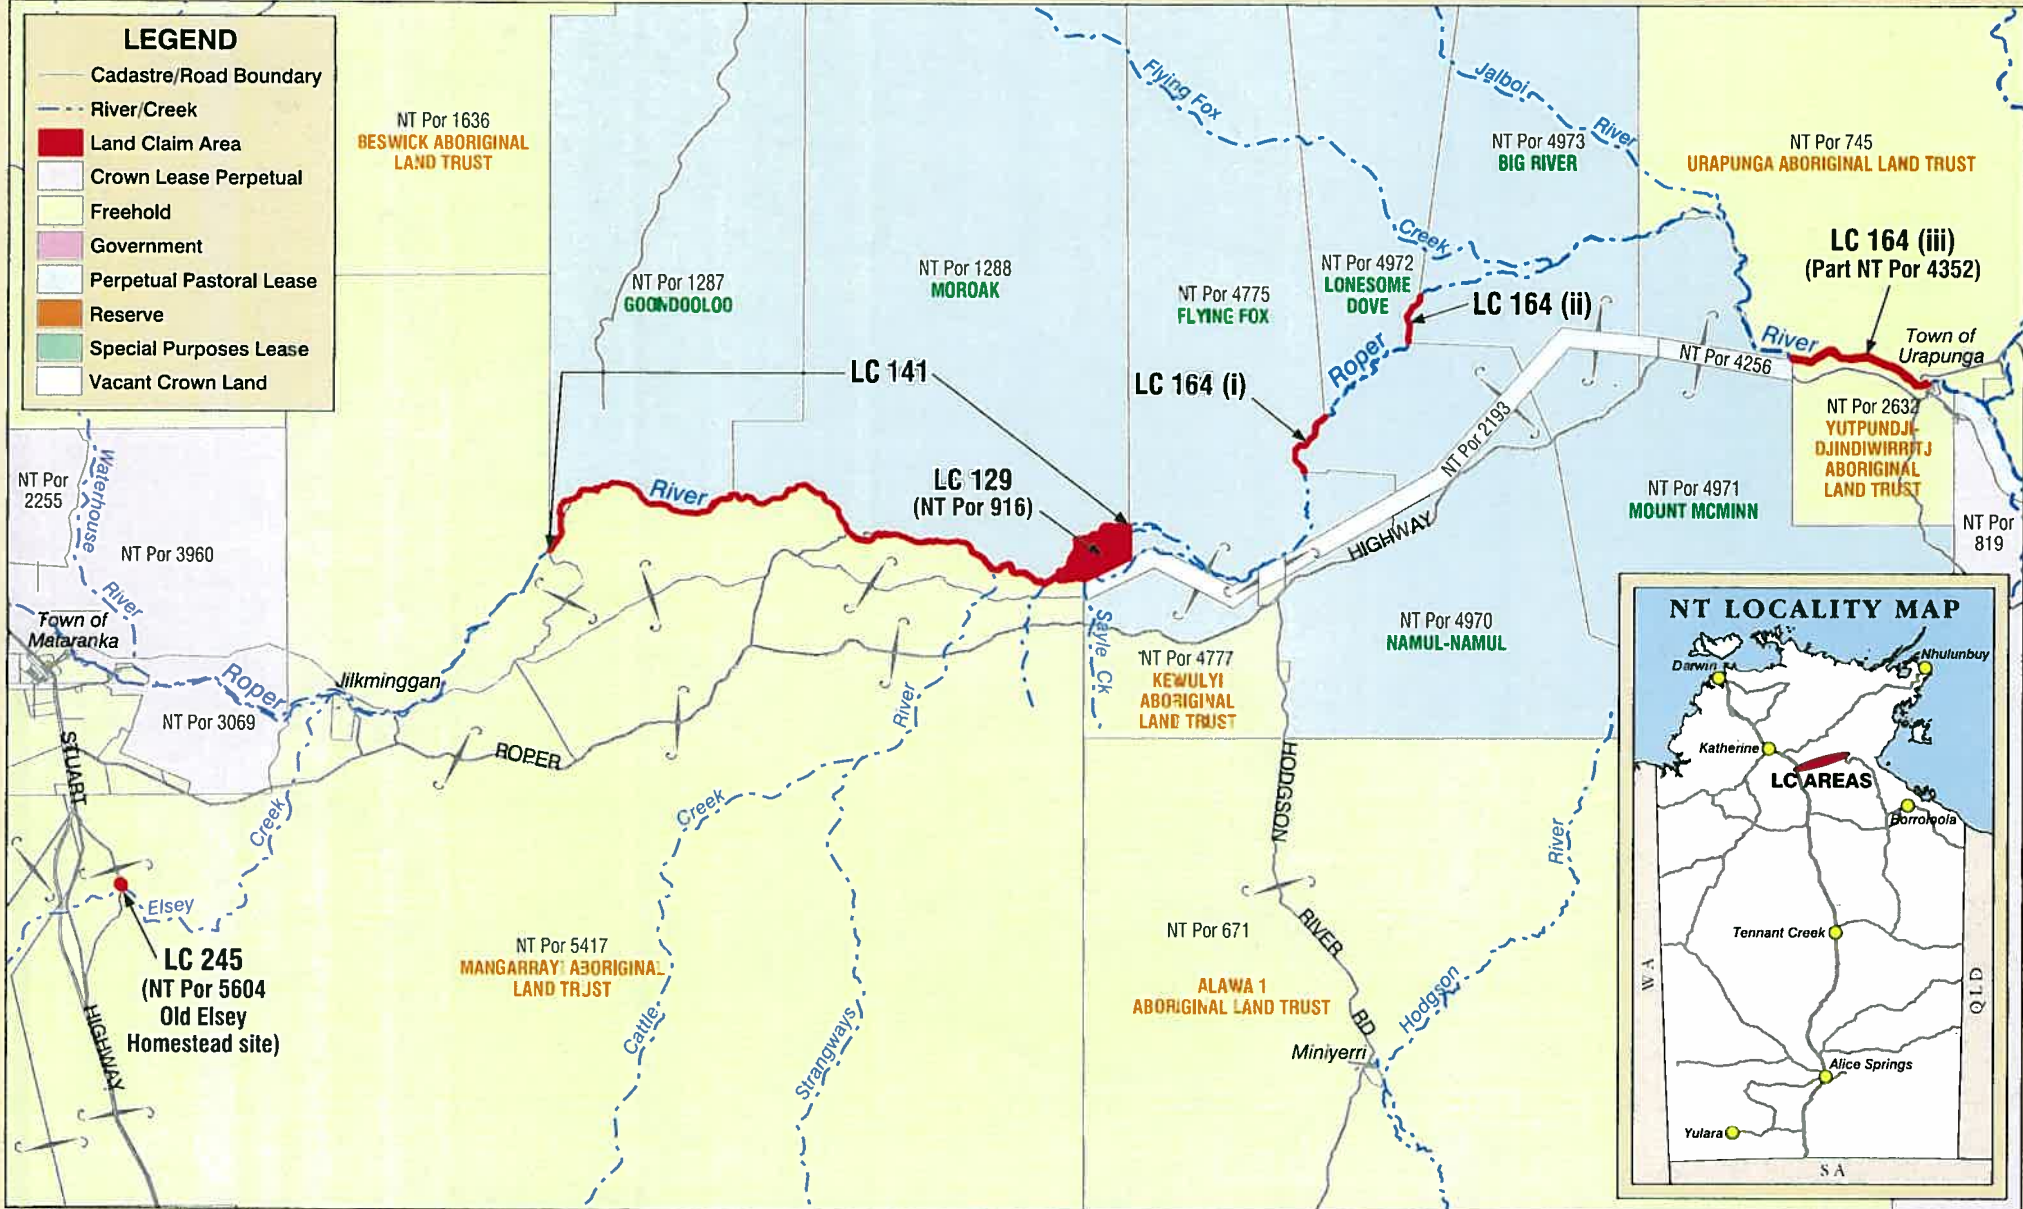 LEGEND
Cadastre/Road Boundary
River/Creek
Land Claim Area
Crown Lease Perpetual
Freehold
Government
Perpetual Pastoral Lease
Reserve
Special Purposes Lease
Vacant Crown Land
NT Por 1636
BESWICK ABORIGINAL
LAND TRUST
NT Por 1287
GOONDOOLOO
NT Por 1288
MOROAK
NT Por 4775
FLYING FOX
NT Por 4972
LONESOME
DOVE
NT Por 4973
BIG RIVER
NT Por 745
URAPUNGA ABORIGINAL LAND TRUST
Flying Fox
Creek
Jalboi
River
LC 164 (iii)
(Part NT Por 4352)
LC 164 (ii)
LC 164 (i)
LC 141
LC 129
(NT Por 916)
Roper
River
River
Town of
Urapunga
NT Por 4256
NT Por 2193
HIGHWAY
NT Por 2632
YUTPUNDJI-
DJINDIWIRRITJ
ABORIGINAL
LAND TRUST
NT Por 4971
MOUNT MCMINN
NT Por
819
NT Por 4970
NAMUL-NAMUL
NT Por 4777
KEWULYI
ABORIGINAL
LAND TRUST
Sayle Ck
NT Por
2255
Waterhouse
River
NT Por 3960
Town of
Mataranka
Roper
Jilkminggan
NT Por 3069
STUART
HIGHWAY
ROPER
River
Creek
Cattle
Strangways
Creek
Elsey
LC 245
(NT Por 5604
Old Elsey
Homestead site)
NT Por 5417
MANGARRAYI ABORIGINAL
LAND TRUST
HODGSON
RIVER
RD
NT Por 671
ALAWA 1
ABORIGINAL LAND TRUST
Miniyerri
Hodgson
River
NT LOCALITY MAP
Darwin
Nhulunbuy
Katherine
LC AREAS
Borroloola
Tennant Creek
Alice Springs
Yulara
WA
QLD
SA